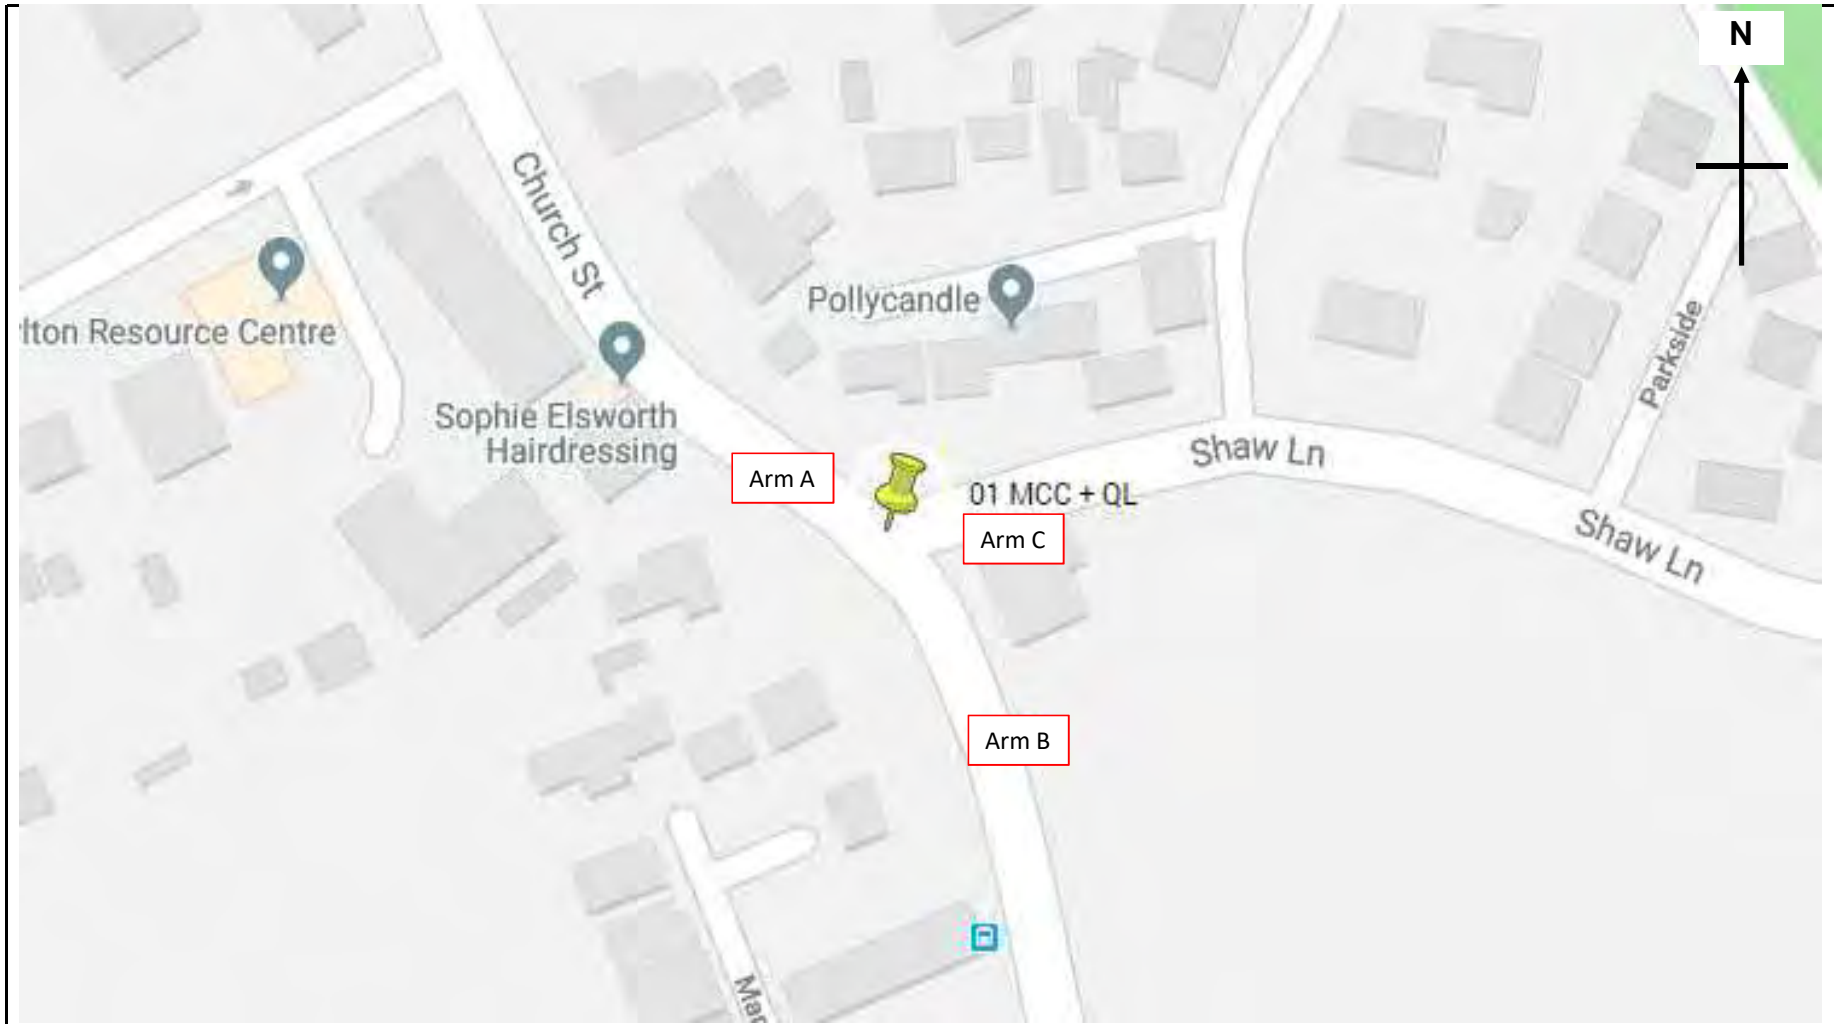 N
Church St
Pollycandle
lton Resource Centre
Parkside
Sophie Elsworth
Hairdressing
Arm A
Shaw Ln
01 MCC + QL
Arm C
Shaw Ln
Arm B
Mac